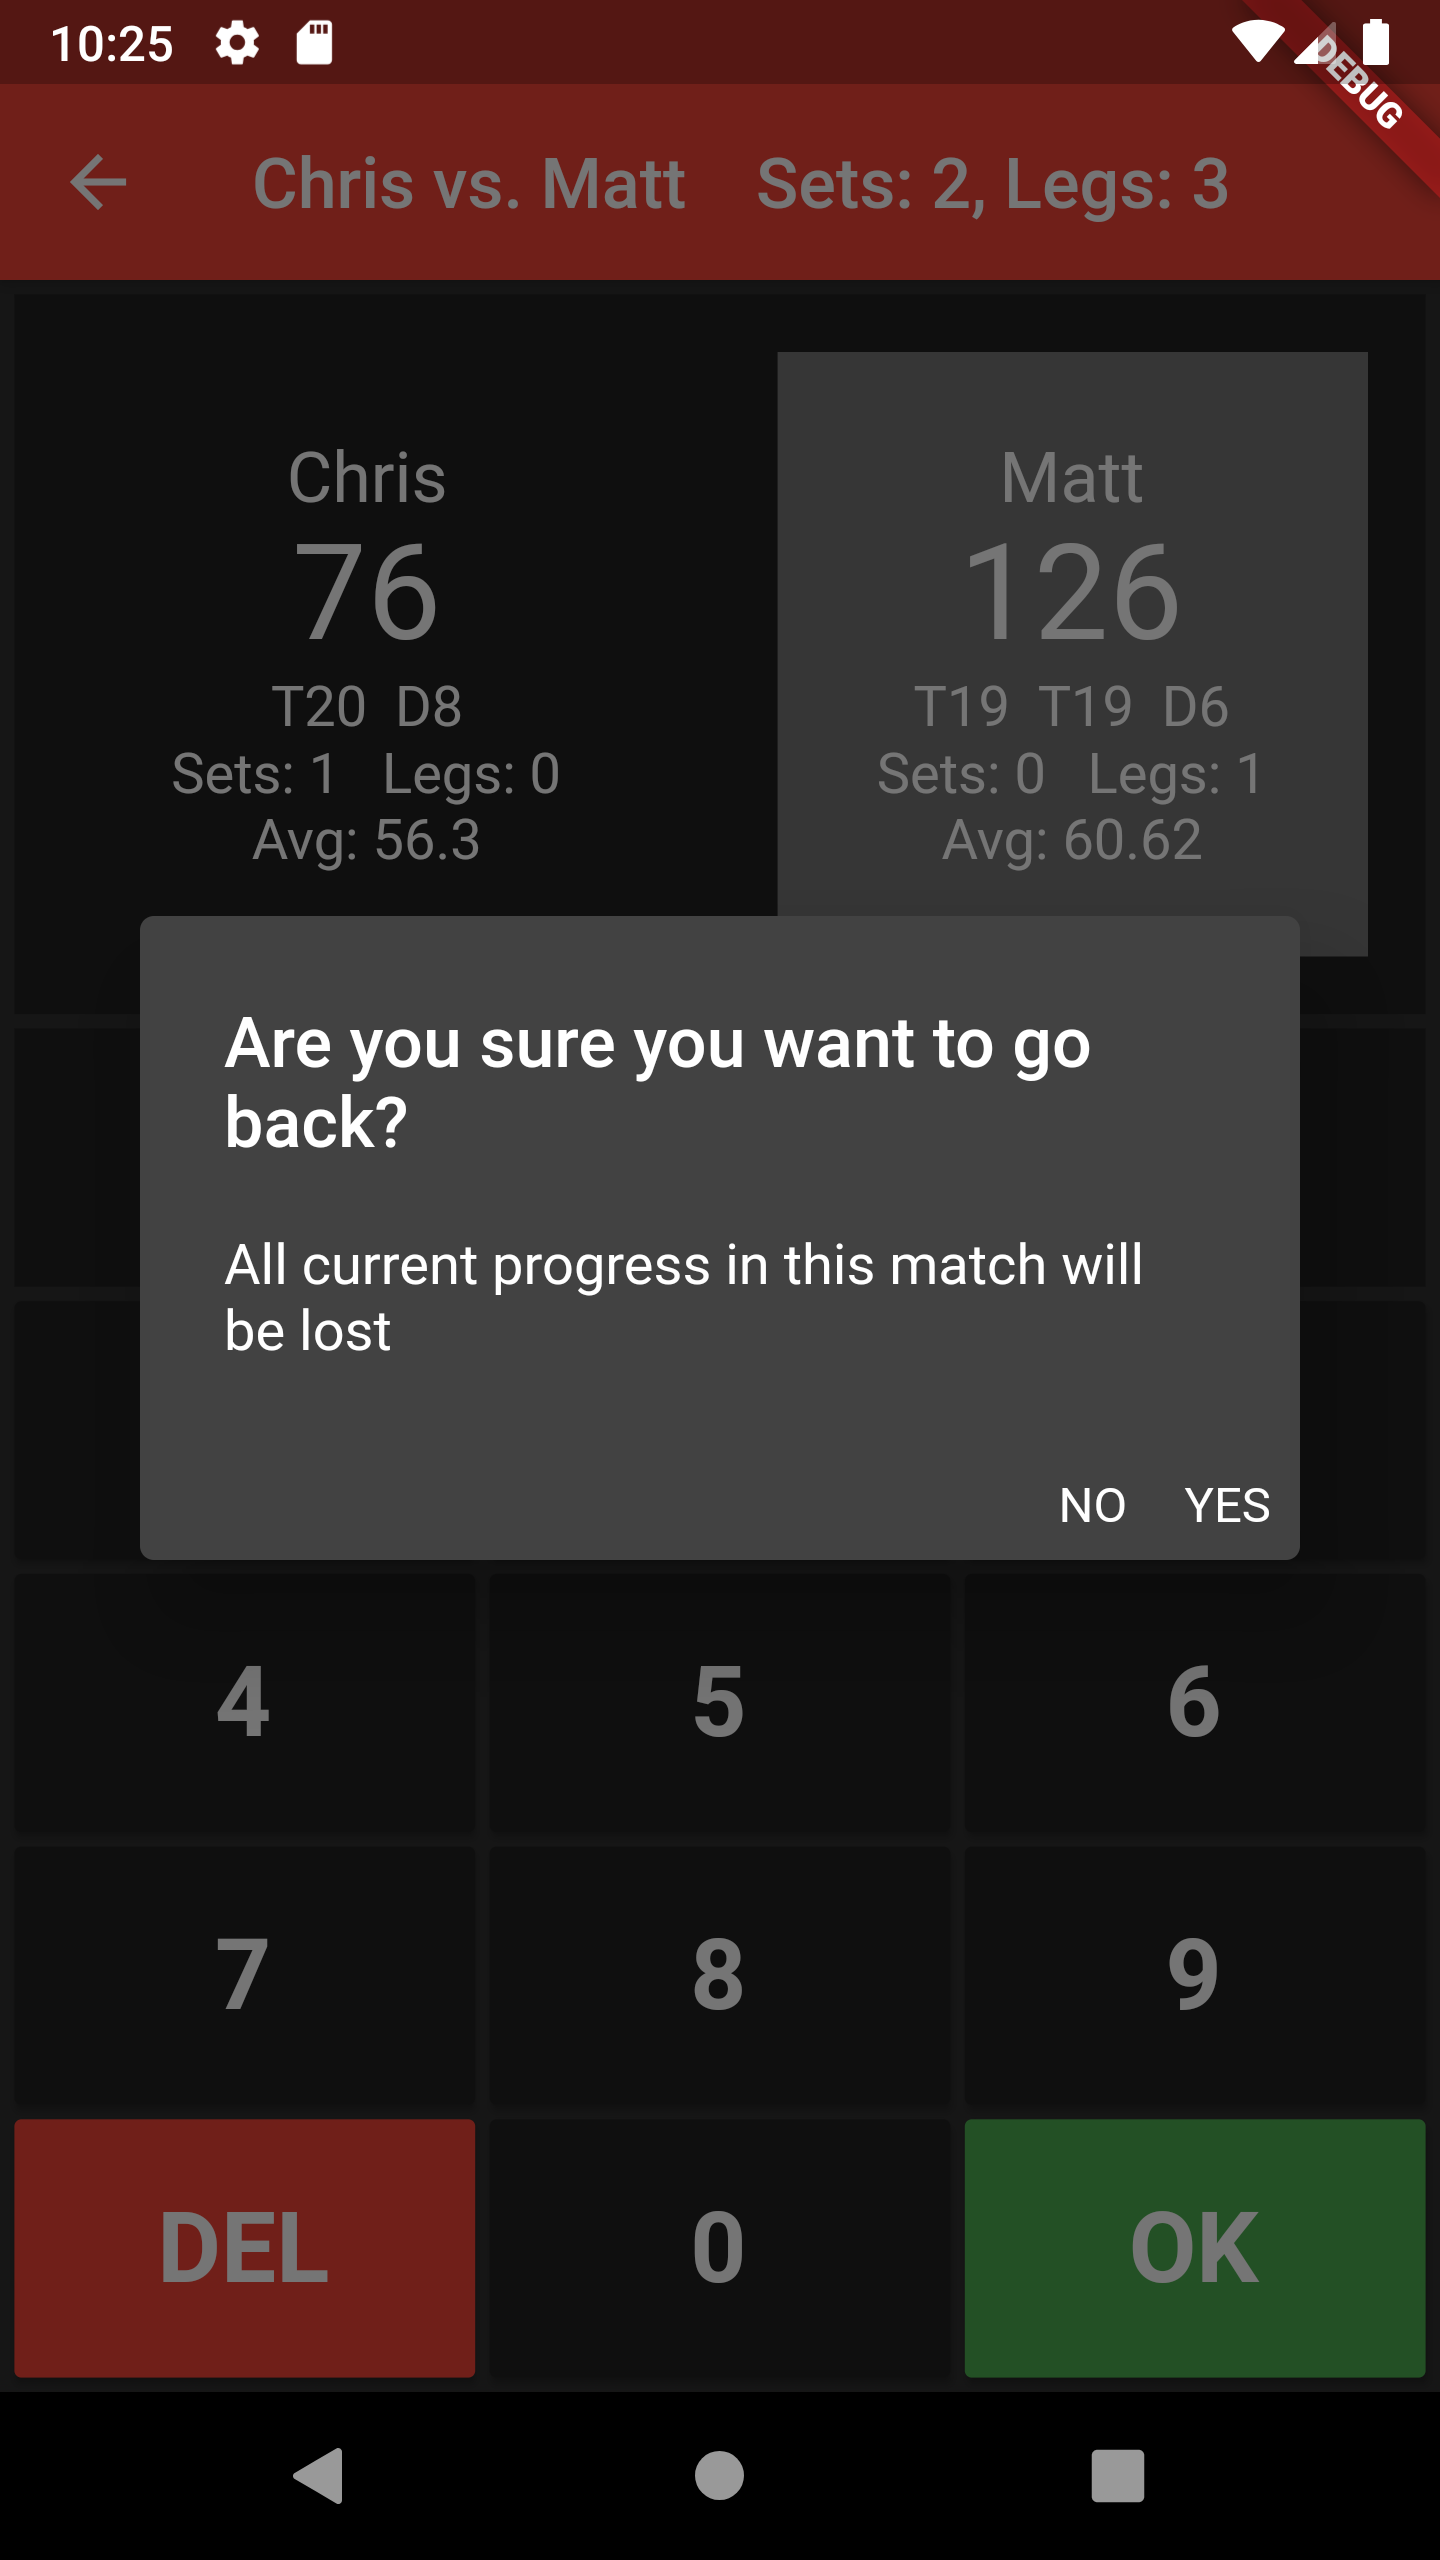 10:25
DEBUG
Chris vs. Matt Sets: 2, Legs: 3
Chris
76
T20 D8
Sets: 1 Legs: 0
Avg: 56.3
Matt
126
T19 T19 D6
Sets: 0 Legs: 1
Avg: 60.62
Are you sure you want to go
back?
All current progress in this match will
be lost
NO YES
4 5 6
7 8 9
DEL 0 OK